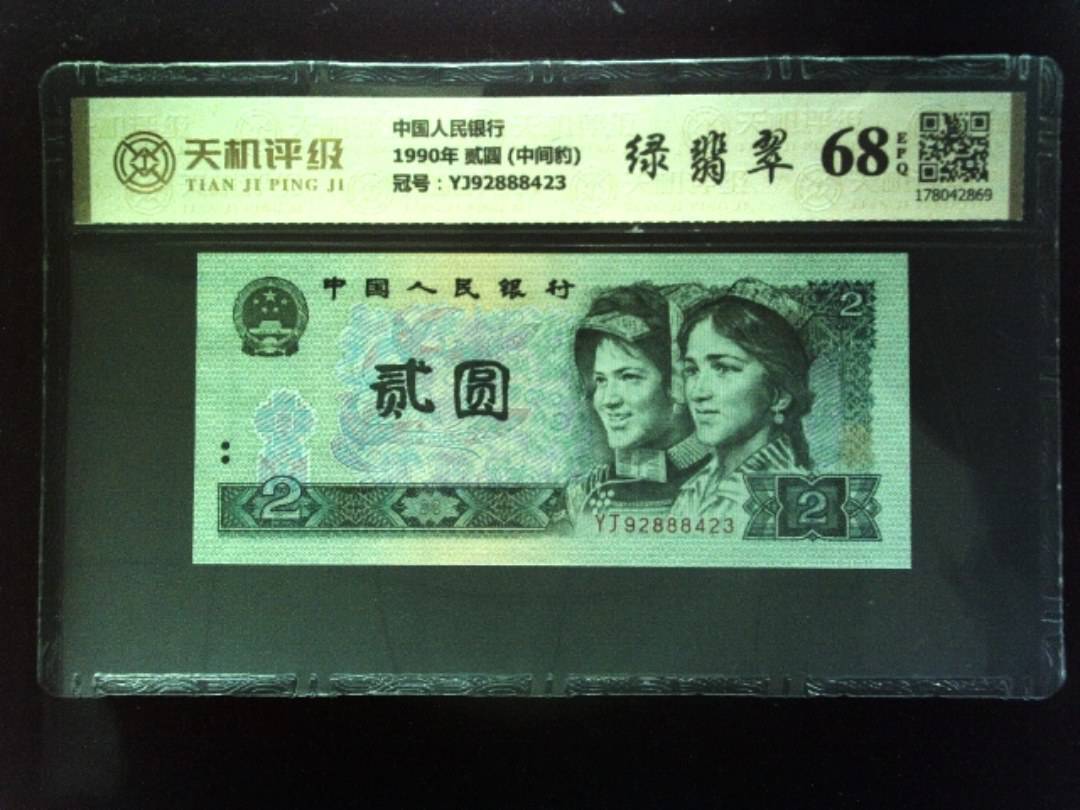 天机评级
TIAN JI PING JI
中国人民银行
1990年 贰圆 (中间豹)
冠号：YJ92888423
绿翡翠
68
EPQ
178042869
中国人民银行
2
贰圆
2
YJ92888423
2